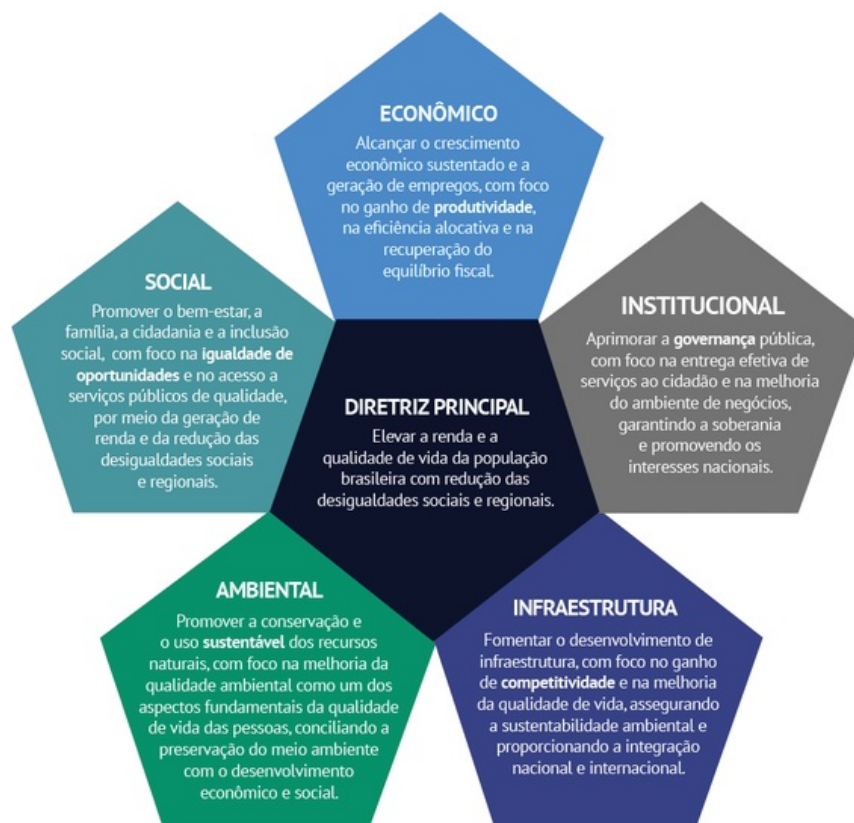 ECONÔMICO
Alcançar o crescimento
econômico sustentado e a
geração de empregos, com foco
no ganho de produtividade,
na eficiência alocativa e na
recuperação do
equilíbrio fiscal.
SOCIAL
Promover o bem-estar, a
família, a cidadania e a inclusão
social, com foco na igualdade de
oportunidades e no acesso a
serviços públicos de qualidade,
por meio da geração de
renda e da redução das
desigualdades sociais
e regionais.
INSTITUCIONAL
Aprimorar a governança pública,
com foco na entrega efetiva de
serviços ao cidadão e na melhoria
do ambiente de negócios,
garantindo a soberania
e promovendo os
interesses nacionais.
DIRETRIZ PRINCIPAL
Elevar a renda e a
qualidade de vida da população
brasileira com redução das
desigualdades sociais e regionais.
AMBIENTAL
Promover a conservação e
o uso sustentável dos recursos
naturais, com foco na melhoria da
qualidade ambiental como um dos
aspectos fundamentais da qualidade
de vida das pessoas, conciliando a
preservação do meio ambiente
com o desenvolvimento
econômico e social.
INFRAESTRUTURA
Fomentar o desenvolvimento de
infraestrutura, com foco no ganho
de competitividade e na melhoria
da qualidade de vida, assegurando
a sustentabilidade ambiental e
proporcionando a integração
nacional e internacional.